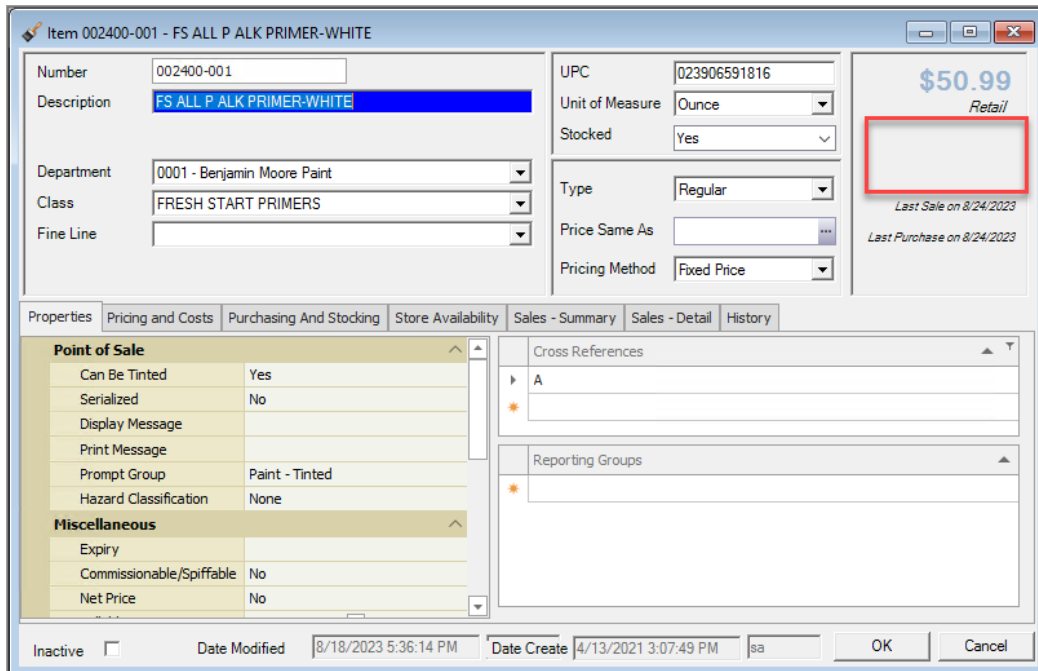 Item 002400-001 - FS ALL P ALK PRIMER-WHITE
Number 002400-001
Description FS ALL P ALK PRIMER-WHITE
Department 0001 - Benjamin Moore Paint
Class FRESH START PRIMERS
Fine Line
UPC 023906591816
Unit of Measure Ounce
Stocked Yes
Type Regular
Price Same As ...
Pricing Method Fixed Price
$50.99
Retail
Last Sale on 8/24/2023
Last Purchase on 8/24/2023
Properties Pricing and Costs Purchasing And Stocking Store Availability Sales - Summary Sales - Detail History
Point of Sale
Can Be Tinted Yes
Serialized No
Display Message
Print Message
Prompt Group Paint - Tinted
Hazard Classification None
Miscellaneous
Expiry
Commissionable/Spiffable No
Net Price No
Cross References
A
Reporting Groups
Inactive Date Modified 8/18/2023 5:36:14 PM Date Create 4/13/2021 3:07:49 PM sa OK Cancel